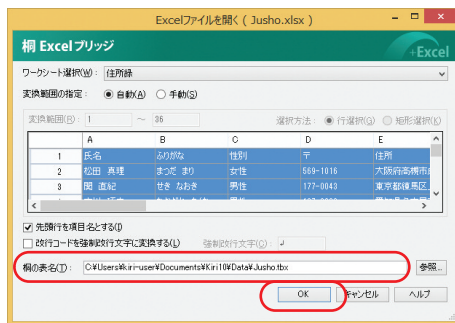 Excelファイルを開く ( Jusho.xlsx )
桐 Excel ブリッジ
+Excel
ワークシート選択(W): 住所録
変換範囲の指定: 自動(A) 手動(S)
変換範囲(R): 1 ～ 36 選択方法: 行選択(G) 矩形選択(K)
A B C D E
1 氏名 ふりがな 性別 〒 住所
2 松田 真理 まつだ まり 女性 569-1016 大阪府高槻市
3 関 直紀 せき なおき 男性 177-0043 東京都練馬区
先頭行を項目名とする(I)
改行コードを強制改行文字に変換する(L) 強制改行文字(C):
桐の表名(T): C:¥Users¥kiri-user¥Documents¥Kiri10¥Data¥Jusho.tbx 参照...
OK キャンセル ヘルプ